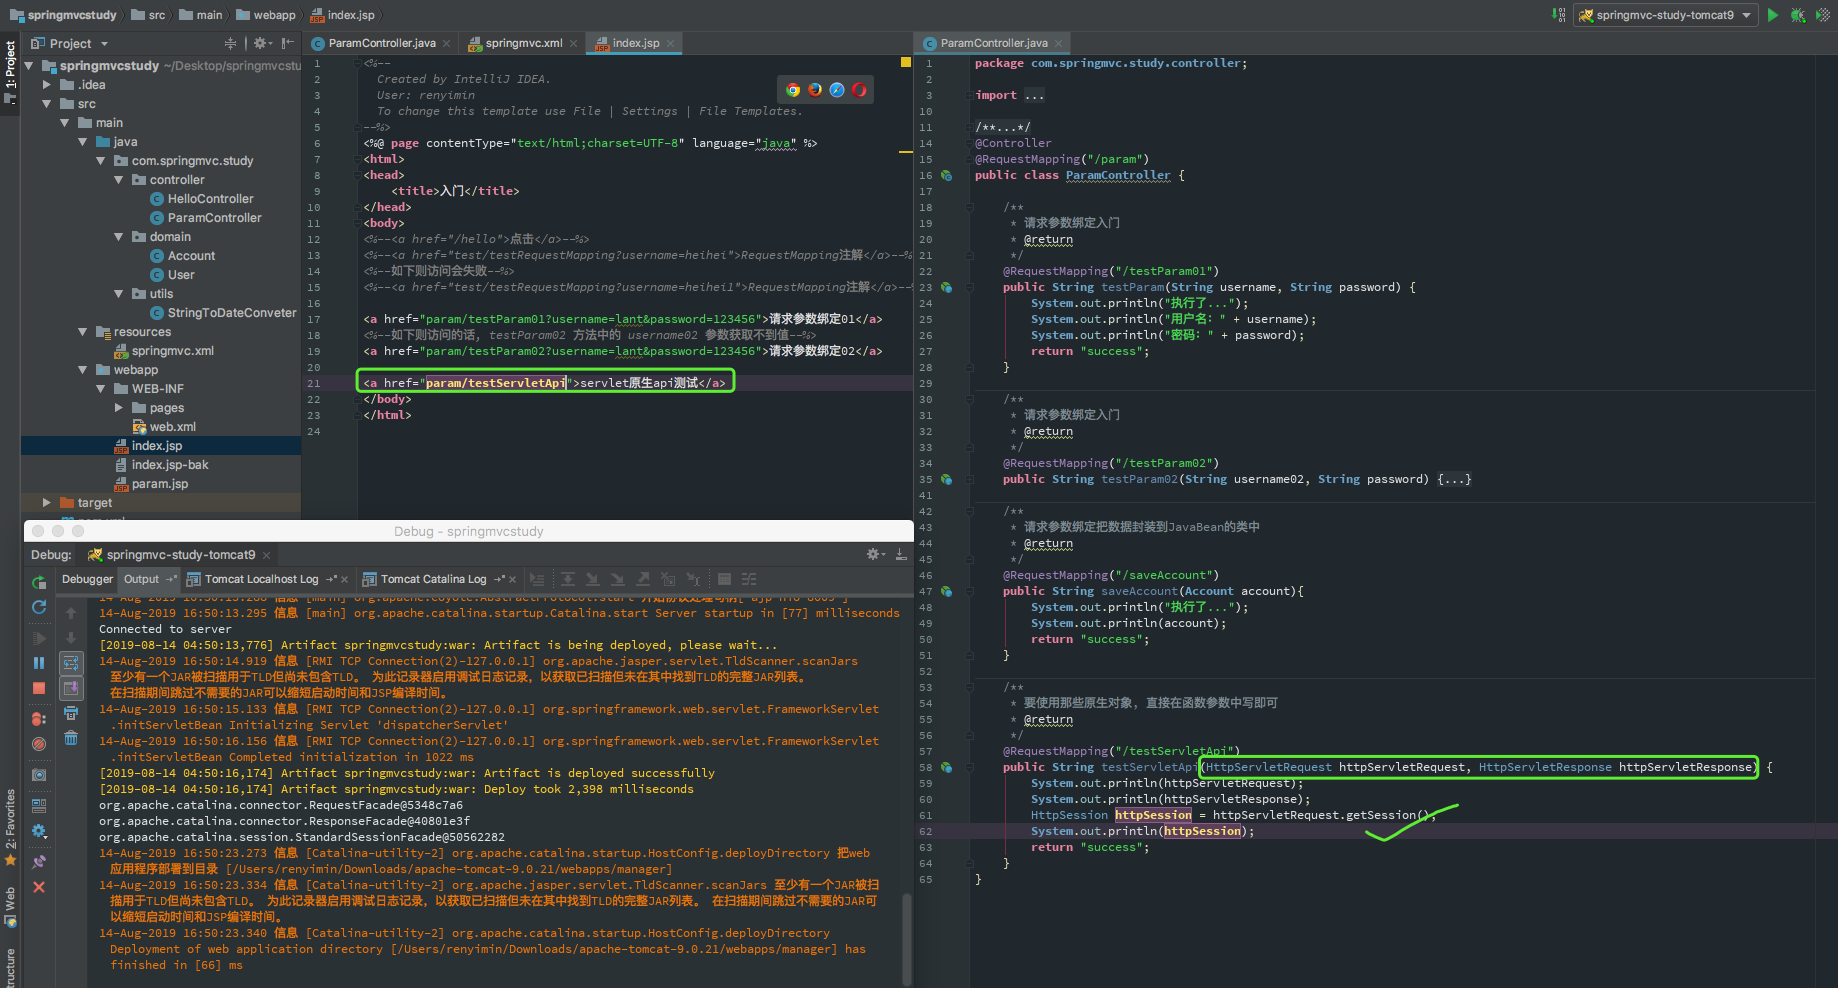 springmvcstudy src main webapp index.jsp
springmvc-study-tomcat9
Project
ParamController.java springmvc.xml index.jsp
ParamController.java
1: Project
springmvcstudy ~/Desktop/springmvcstu
.idea
src
main
java
com.springmvc.study
controller
HelloController
ParamController
domain
Account
User
utils
StringToDateConveter
resources
springmvc.xml
webapp
WEB-INF
pages
web.xml
index.jsp
index.jsp-bak
param.jsp
target
1 <%--
2 Created by IntelliJ IDEA.
3 User: renyimin
4 To change this template use File | Settings | File Templates.
5 --%>
6 <%@ page contentType="text/html;charset=UTF-8" language="java" %>
7 <html>
8 <head>
9 <title>入门</title>
10 </head>
11 <body>
12 <%--<a href="/hello">点击</a>--%>
13 <%--<a href="test/testRequestMapping?username=heihei">RequestMapping注解</a>--%
14 <%--如下则访问会失败--%>
15 <%--<a href="test/testRequestMapping?username=heihei1">RequestMapping注解</a>--%
16
17 <a href="param/testParam01?username=lant&password=123456">请求参数绑定01</a>
18 <%--如下则访问的话, testParam02 方法中的 username02 参数获取不到值--%>
19 <a href="param/testParam02?username=lant&password=123456">请求参数绑定02</a>
20
21 <a href="param/testServletApi">servlet原生api测试</a>
22 </body>
23 </html>
24
1 package com.springmvc.study.controller;
2
3 import ...
10
11 /**...*/
14 @Controller
15 @RequestMapping("/param")
16 public class ParamController {
17
18 /**
19 * 请求参数绑定入门
20 * @return
21 */
22 @RequestMapping("/testParam01")
23 public String testParam(String username, String password) {
24 System.out.println("执行了...");
25 System.out.println("用户名: " + username);
26 System.out.println("密码: " + password);
27 return "success";
28 }
29
30 /**
31 * 请求参数绑定入门
32 * @return
33 */
34 @RequestMapping("/testParam02")
35 public String testParam02(String username02, String password) {...}
41
42 /**
43 * 请求参数绑定把数据封装到JavaBean的类中
44 * @return
45 */
46 @RequestMapping("/saveAccount")
47 public String saveAccount(Account account){
48 System.out.println("执行了...");
49 System.out.println(account);
50 return "success";
51 }
52
53 /**
54 * 要使用那些原生对象, 直接在函数参数中写即可
55 * @return
56 */
57 @RequestMapping("/testServletApi")
58 public String testServletApi(HttpServletRequest httpServletRequest, HttpServletResponse httpServletResponse) {
59 System.out.println(httpServletRequest);
60 System.out.println(httpServletResponse);
61 HttpSession httpSession = httpServletRequest.getSession();
62 System.out.println(httpSession);
63 return "success";
64 }
65 }
Debug - springmvcstudy
Debug: springmvc-study-tomcat9
Debugger Output Tomcat Localhost Log Tomcat Catalina Log
14-Aug-2019 16:50:13.295 信息 [main] org.apache.catalina.startup.Catalina.start Server startup in [77] milliseconds
Connected to server
[2019-08-14 04:50:13,776] Artifact springmvcstudy:war: Artifact is being deployed, please wait...
14-Aug-2019 16:50:14.919 信息 [RMI TCP Connection(2)-127.0.0.1] org.apache.jasper.servlet.TldScanner.scanJars
至少有一个JAR被扫描用于TLD但尚未包含TLD。 为此记录器启用调试日志记录, 以获取已扫描但未在其中找到TLD的完整JAR列表。
在扫描期间跳过不需要的JAR可以缩短启动时间和JSP编译时间。
14-Aug-2019 16:50:15.133 信息 [RMI TCP Connection(2)-127.0.0.1] org.springframework.web.servlet.FrameworkServlet
.initServletBean Initializing Servlet 'dispatcherServlet'
14-Aug-2019 16:50:16.156 信息 [RMI TCP Connection(2)-127.0.0.1] org.springframework.web.servlet.FrameworkServlet
.initServletBean Completed initialization in 1022 ms
[2019-08-14 04:50:16,174] Artifact springmvcstudy:war: Artifact is deployed successfully
[2019-08-14 04:50:16,174] Artifact springmvcstudy:war: Deploy took 2,398 milliseconds
org.apache.catalina.connector.RequestFacade@5348c7a6
org.apache.catalina.connector.ResponseFacade@40801e3f
org.apache.catalina.session.StandardSessionFacade@50562282
14-Aug-2019 16:50:23.273 信息 [Catalina-utility-2] org.apache.catalina.startup.HostConfig.deployDirectory 把web
应用程序部署到目录 [/Users/renyimin/Downloads/apache-tomcat-9.0.21/webapps/manager]
14-Aug-2019 16:50:23.334 信息 [Catalina-utility-2] org.apache.jasper.servlet.TldScanner.scanJars 至少有一个JAR被扫
描用于TLD但尚未包含TLD。 为此记录器启用调试日志记录, 以获取已扫描但未在其中找到TLD的完整JAR列表。 在扫描期间跳过不需要的JAR可
以缩短启动时间和JSP编译时间。
14-Aug-2019 16:50:23.340 信息 [Catalina-utility-2] org.apache.catalina.startup.HostConfig.deployDirectory
Deployment of web application directory [/Users/renyimin/Downloads/apache-tomcat-9.0.21/webapps/manager] has
finished in [66] ms
2: Favorites
Web